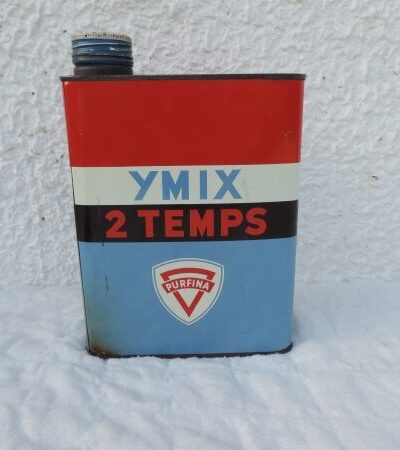 YMIX
2 TEMPS
PURFINA